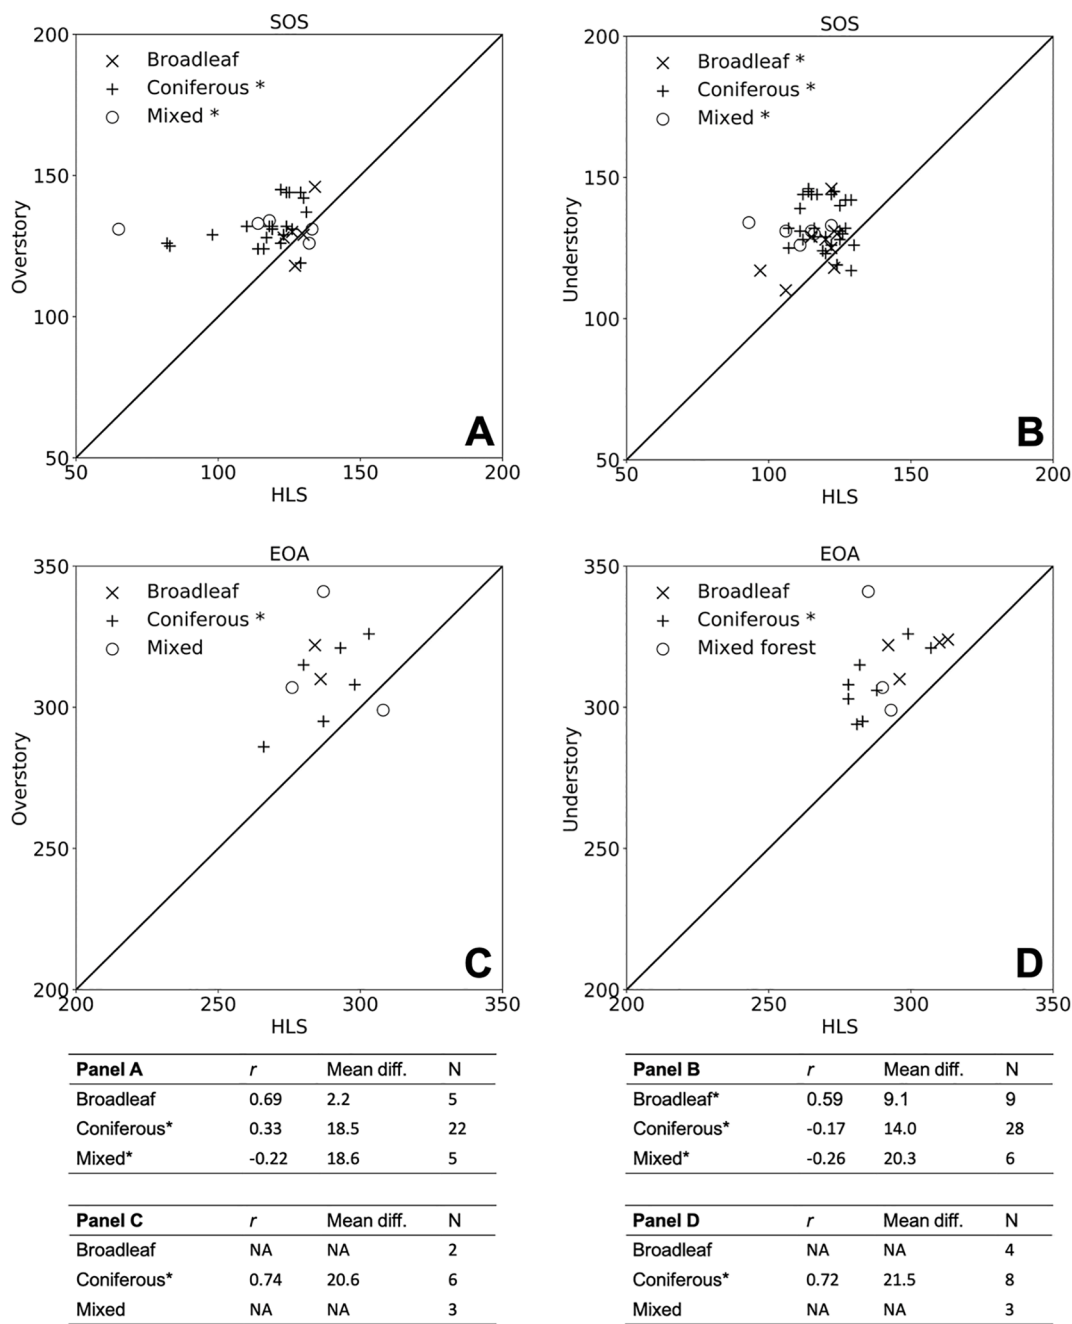 SOS
200
150
100
50
50
100
150
200
Overstory
HLS
Broadleaf
Coniferous *
Mixed *
A
SOS
200
150
100
50
50
100
150
200
Understory
HLS
Broadleaf *
Coniferous *
Mixed *
B
EOA
350
300
250
200
200
250
300
350
Overstory
HLS
Broadleaf
Coniferous *
Mixed
C
EOA
350
300
250
200
200
250
300
350
Understory
HLS
Broadleaf
Coniferous *
Mixed forest
D
Panel A r Mean diff. N
Broadleaf 0.69 2.2 5
Coniferous* 0.33 18.5 22
Mixed* -0.22 18.6 5
Panel B r Mean diff. N
Broadleaf* 0.59 9.1 9
Coniferous* -0.17 14.0 28
Mixed* -0.26 20.3 6
Panel C r Mean diff. N
Broadleaf NA NA 2
Coniferous* 0.74 20.6 6
Mixed NA NA 3
Panel D r Mean diff. N
Broadleaf NA NA 4
Coniferous* 0.72 21.5 8
Mixed NA NA 3